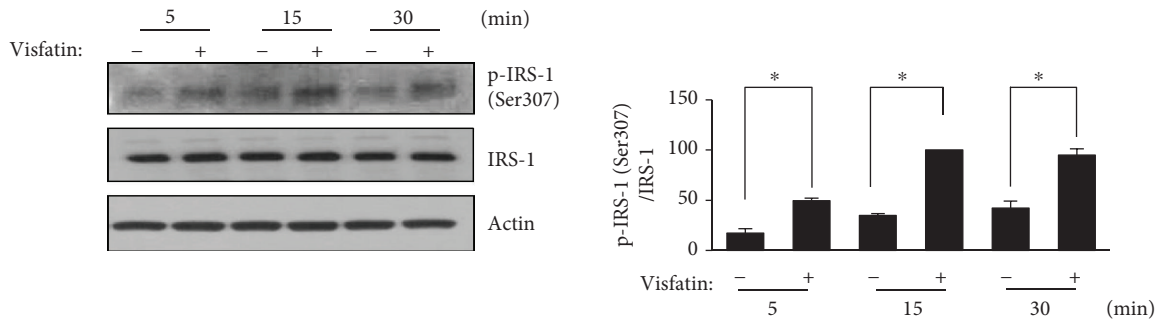 5 15 30 (min)
Visfatin: − + − + − +
p-IRS-1
(Ser307)
IRS-1
Actin
p-IRS-1 (Ser307)
/IRS-1
150
100
50
0
* * *
Visfatin: − + − + − +
5 15 30 (min)